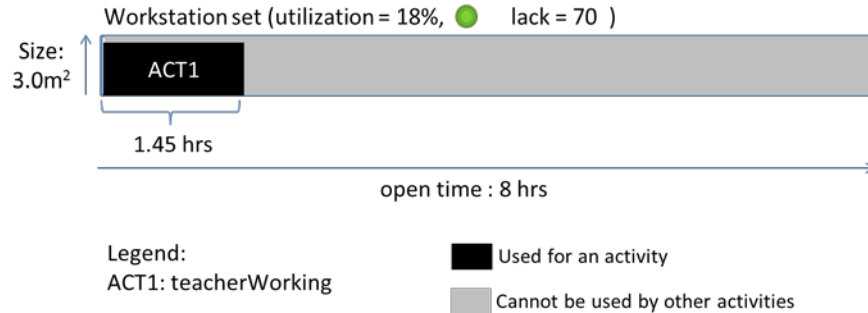 Workstation set (utilization = 18%, lack = 70 )
Size:
3.0m²
ACT1
1.45 hrs
open time : 8 hrs
Legend:
ACT1: teacherWorking
Used for an activity
Cannot be used by other activities